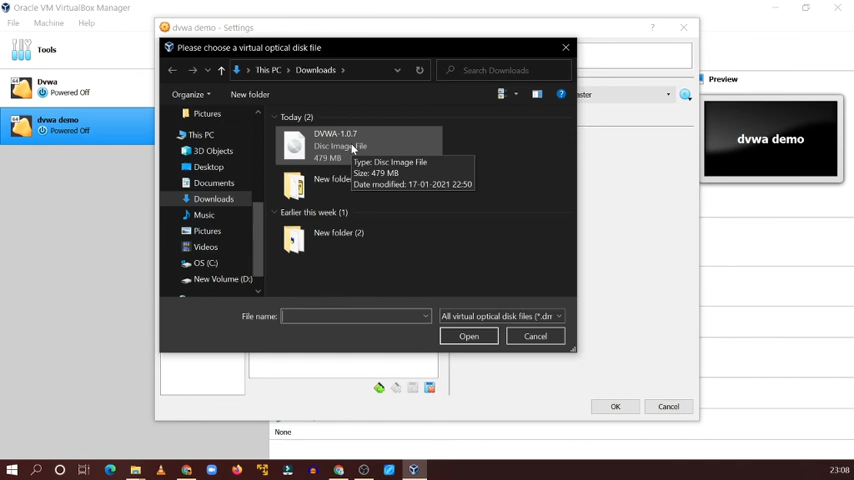 Oracle VM VirtualBox Manager
File Machine Help
Tools
Dvwa
Powered Off
dvwa demo
Powered Off
dvwa demo - Settings
?
Please choose a virtual optical disk file
This PC > Downloads >
Search Downloads
Organize
New folder
Pictures
This PC
3D Objects
Desktop
Documents
Downloads
Music
Pictures
Videos
OS (C:)
New Volume (D:)
Today (2)
DVWA-1.0.7
Disc Image File
479 MB
Type: Disc Image File
Size: 479 MB
Date modified: 17-01-2021 22:50
New folde
Earlier this week (1)
New folder (2)
File name:
All virtual optical disk files (*.dm
Open
Cancel
OK
Cancel
Preview
dvwa demo
None
23:08